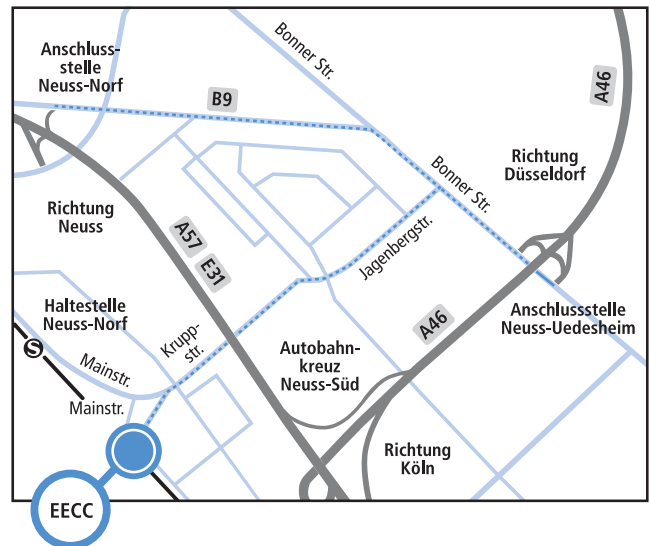 Anschluss-
stelle
Neuss-Norf
Bonner Str.
A46
B9
Richtung
Düsseldorf
Bonner Str.
Richtung
Neuss
A57
E31
Jagenbergstr.
Haltestelle
Neuss-Norf
Krupp-
str.
A46
Anschlussstelle
Neuss-Uedesheim
S
Mainstr.
Autobahn-
kreuz
Neuss-Süd
Mainstr.
Richtung
Köln
EECC